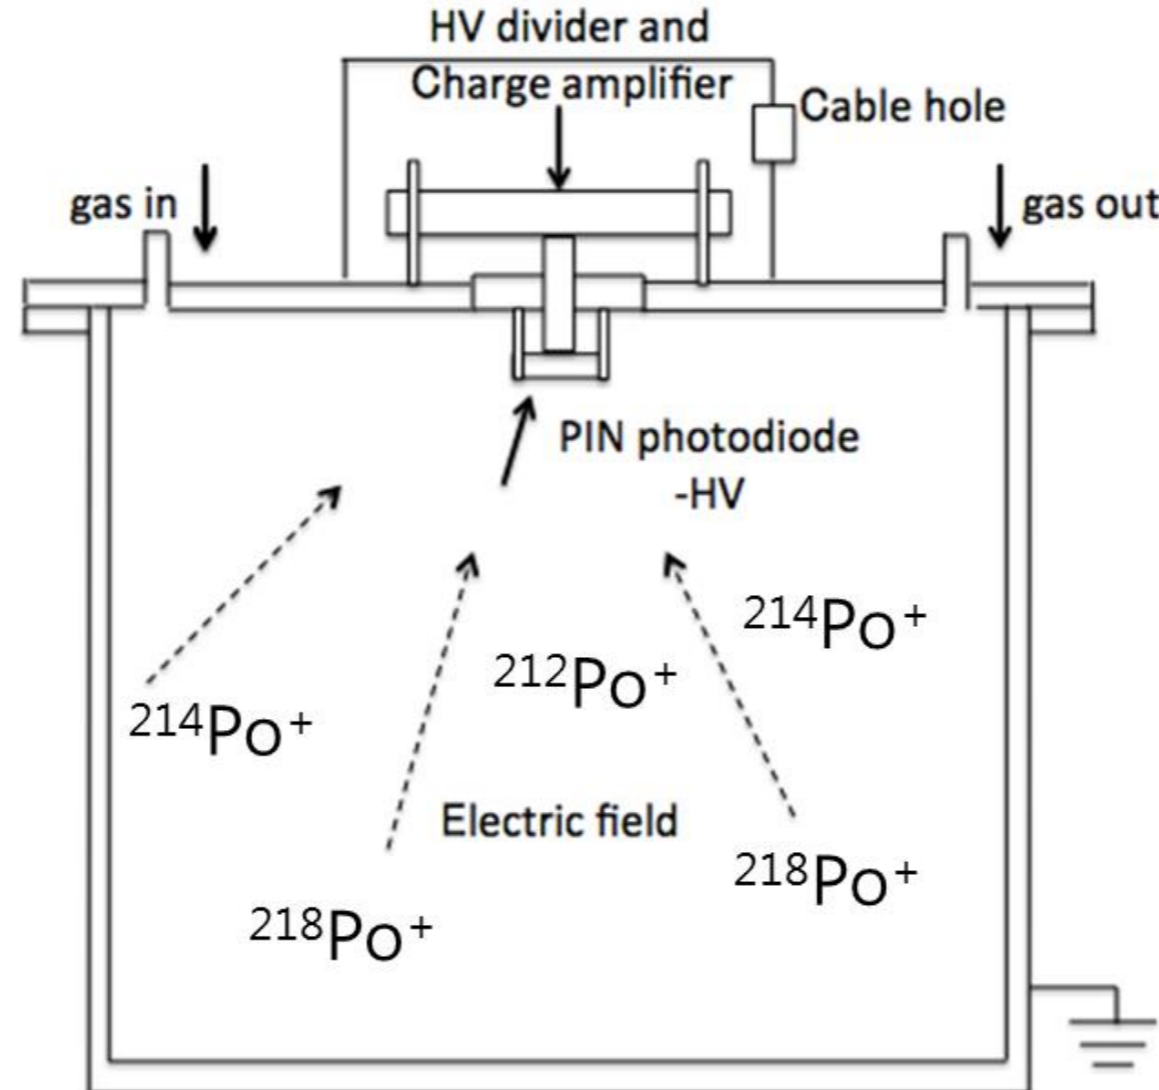 HV divider and
Charge amplifier
Cable hole
gas in
gas out
PIN photodiode
-HV
²¹⁴Po⁺
²¹²Po⁺
²¹⁴Po⁺
Electric field
²¹⁸Po⁺
²¹⁸Po⁺